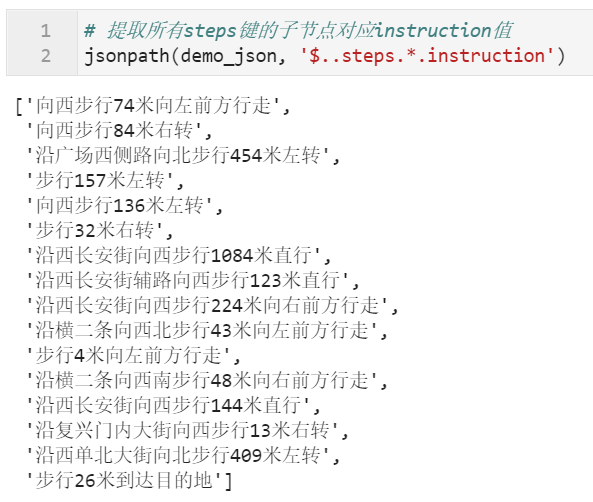 1 # 提取所有steps键的子节点对应instruction值
2 jsonpath(demo_json, '$..steps.*.instruction')
['向西步行74米向左前方行走',
'向西步行84米右转',
'沿广场西侧路向北步行454米左转',
'步行157米左转',
'向西步行136米左转',
'步行32米右转',
'沿西长安街向西步行1084米直行',
'沿西长安街辅路向西步行123米直行',
'沿西长安街向西步行224米向右前方行走',
'沿横二条向西北步行43米向左前方行走',
'步行4米向左前方行走',
'沿横二条向西南步行48米向右前方行走',
'沿西长安街向西步行144米直行',
'沿复兴门内大街向西步行13米右转',
'沿西单北大街向北步行409米左转',
'步行26米到达目的地']